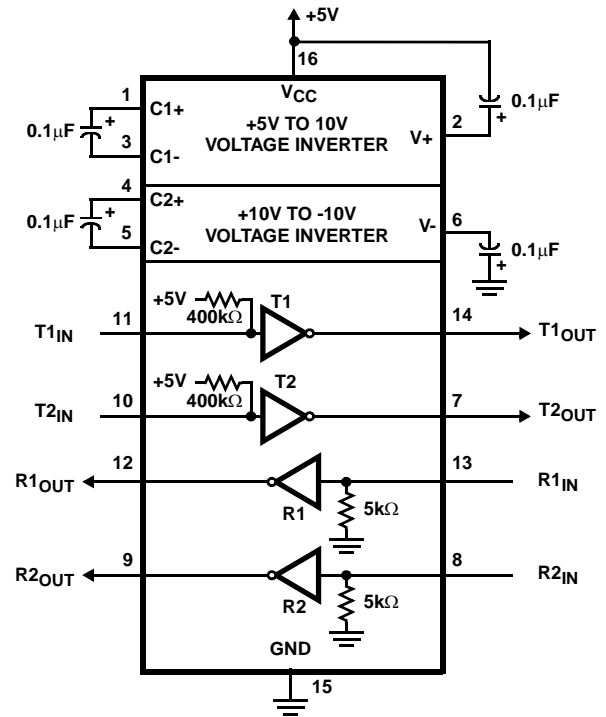 +5V
16
1
C1+
VCC
+
0.1µF
3
C1-
+5V TO 10V
VOLTAGE INVERTER
V+
2
0.1µF
+
4
C2+
+
0.1µF
5
C2-
+10V TO -10V
VOLTAGE INVERTER
V-
6
0.1µF
+
T1IN
11
+5V
400kΩ
T1
14
T1OUT
T2IN
10
+5V
400kΩ
T2
7
T2OUT
R1OUT
12
R1
5kΩ
13
R1IN
R2OUT
9
R2
5kΩ
8
R2IN
GND
15